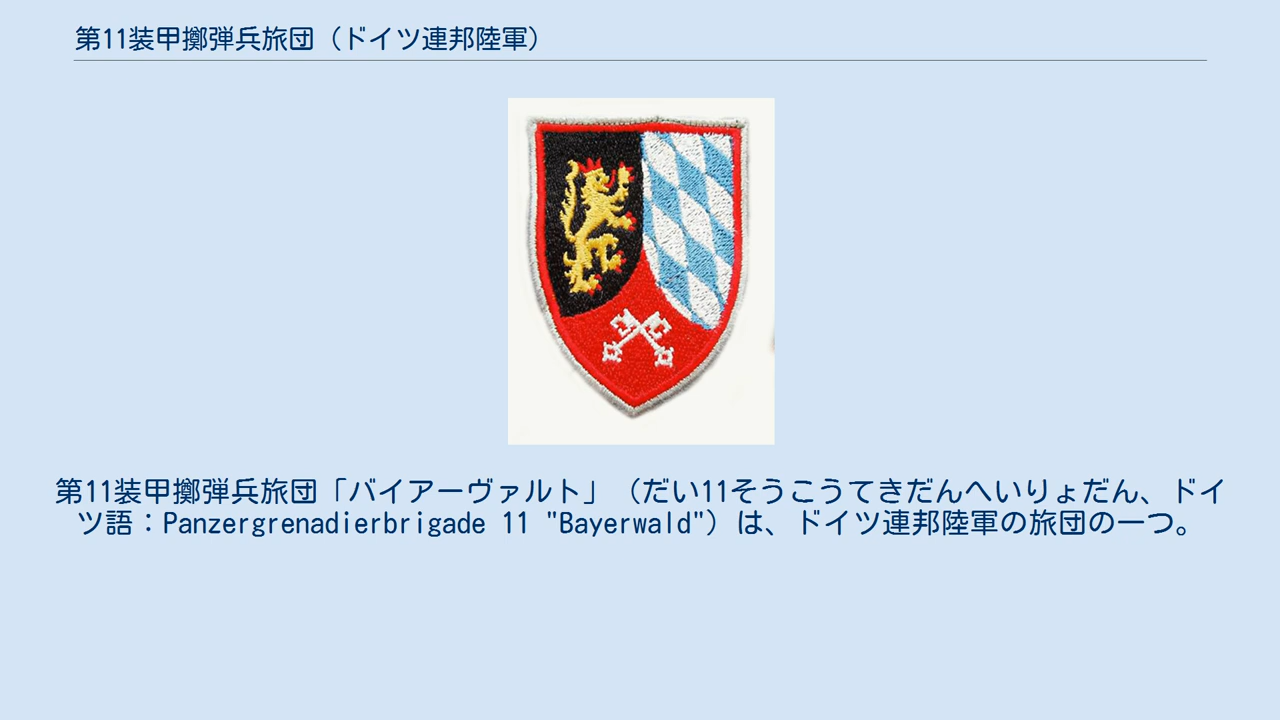 第11装甲擲弾兵旅団（ドイツ連邦陸軍）
第11装甲擲弾兵旅団「バイアーヴァルト」（だい11そうこうてきだんへいりょだん、ドイ
ツ語：Panzergrenadierbrigade 11 "Bayerwald"）は、ドイツ連邦陸軍の旅団の一つ。